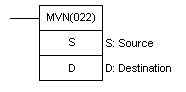 MVN(022)
S S: Source
D D: Destination